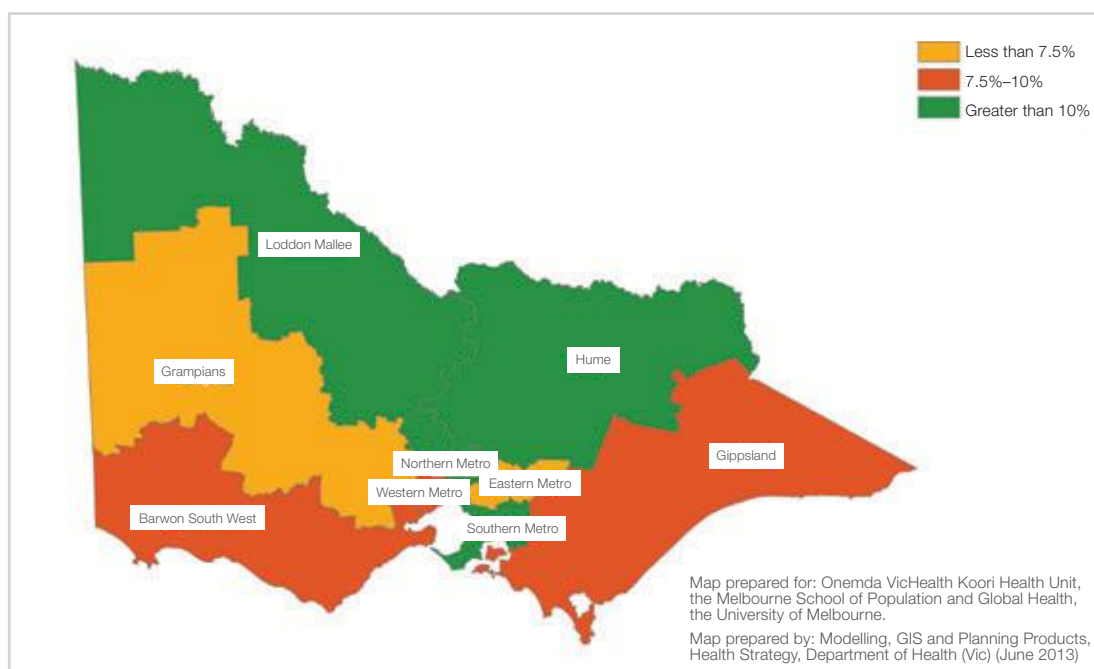 Less than 7.5%
7.5%–10%
Greater than 10%
Loddon Mallee
Hume
Grampians
Gippsland
Northern Metro
Eastern Metro
Western Metro
Barwon South West
Southern Metro
Map prepared for: Onemda VicHealth Koori Health Unit,
the Melbourne School of Population and Global Health,
the University of Melbourne.
Map prepared by: Modelling, GIS and Planning Products,
Health Strategy, Department of Health (Vic) (June 2013)